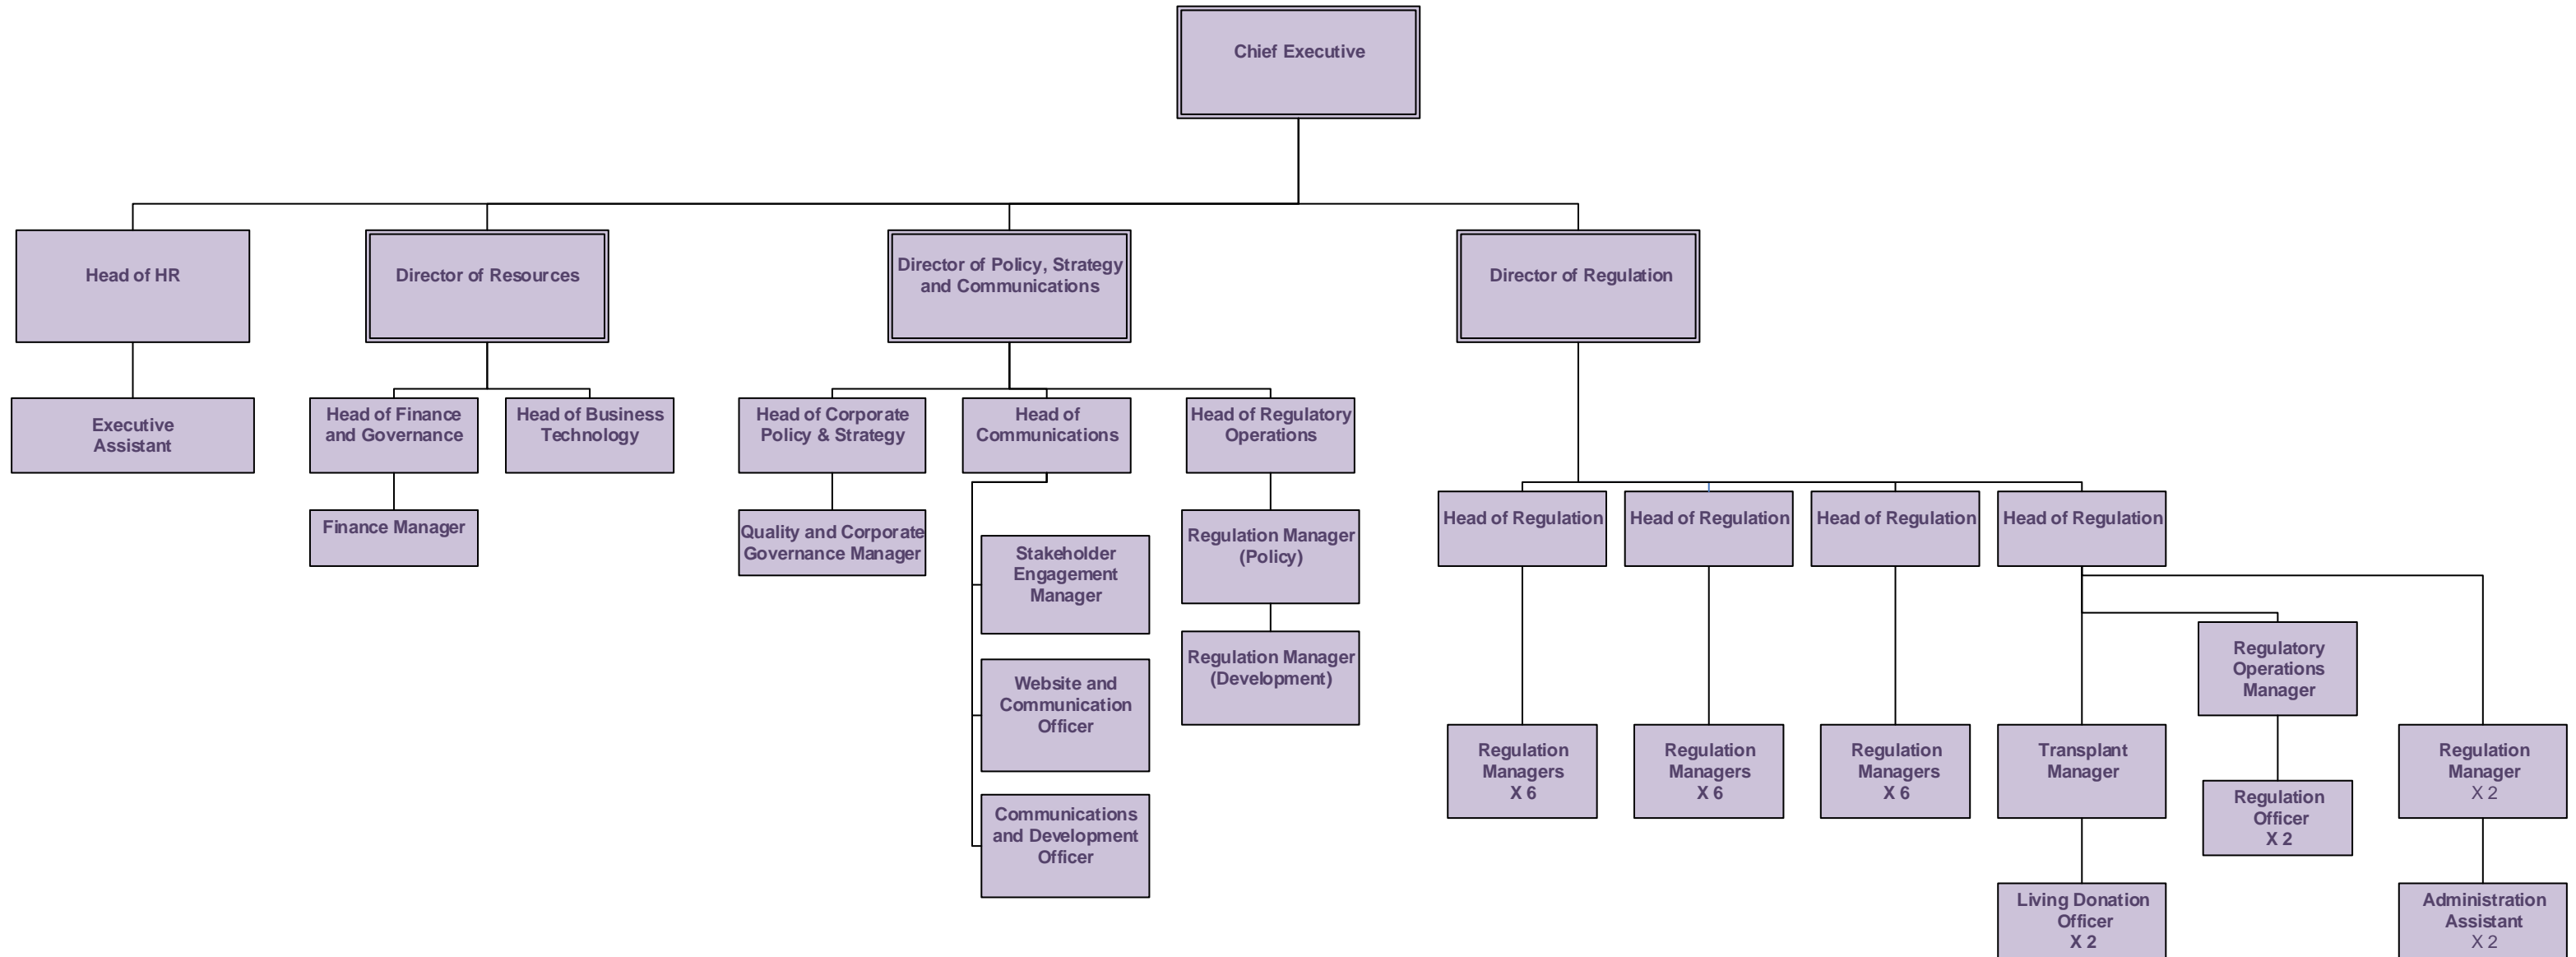 Chief Executive
Head of HR
Director of Resources
Director of Policy, Strategy
and Communications
Director of Regulation
Executive
Assistant
Head of Finance
and Governance
Head of Business
Technology
Head of Corporate
Policy & Strategy
Head of
Communications
Head of Regulatory
Operations
Finance Manager
Quality and Corporate
Governance Manager
Stakeholder
Engagement
Manager
Website and
Communication
Officer
Communications
and Development
Officer
Regulation Manager
(Policy)
Regulation Manager
(Development)
Head of Regulation
Head of Regulation
Head of Regulation
Head of Regulation
Regulation
Managers
X 6
Regulation
Managers
X 6
Regulation
Managers
X 6
Transplant
Manager
Regulatory
Operations
Manager
Regulation
Officer
X 2
Regulation
Manager
X 2
Living Donation
Officer
X 2
Administration
Assistant
X 2